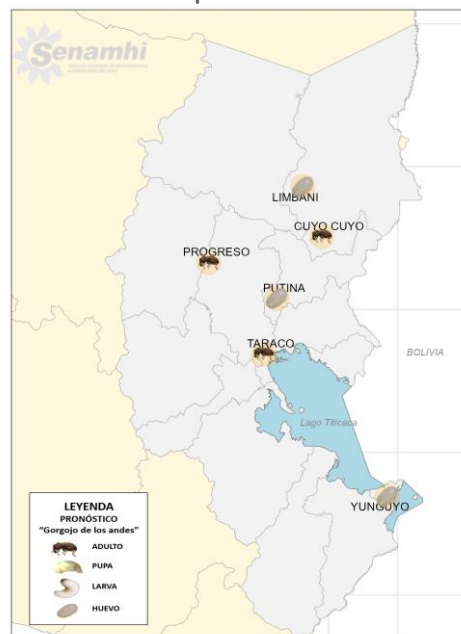 Senamhi
LIMBANI
CUYO CUYO
PROGRESO
PUTINA
TARACO
BOLIVIA
Lago Titicaca
YUNGUYO
LEYENDA
PRONÓSTICO
"Gorgojo de los andes"
ADULTO
PUPA
LARVA
HUEVO